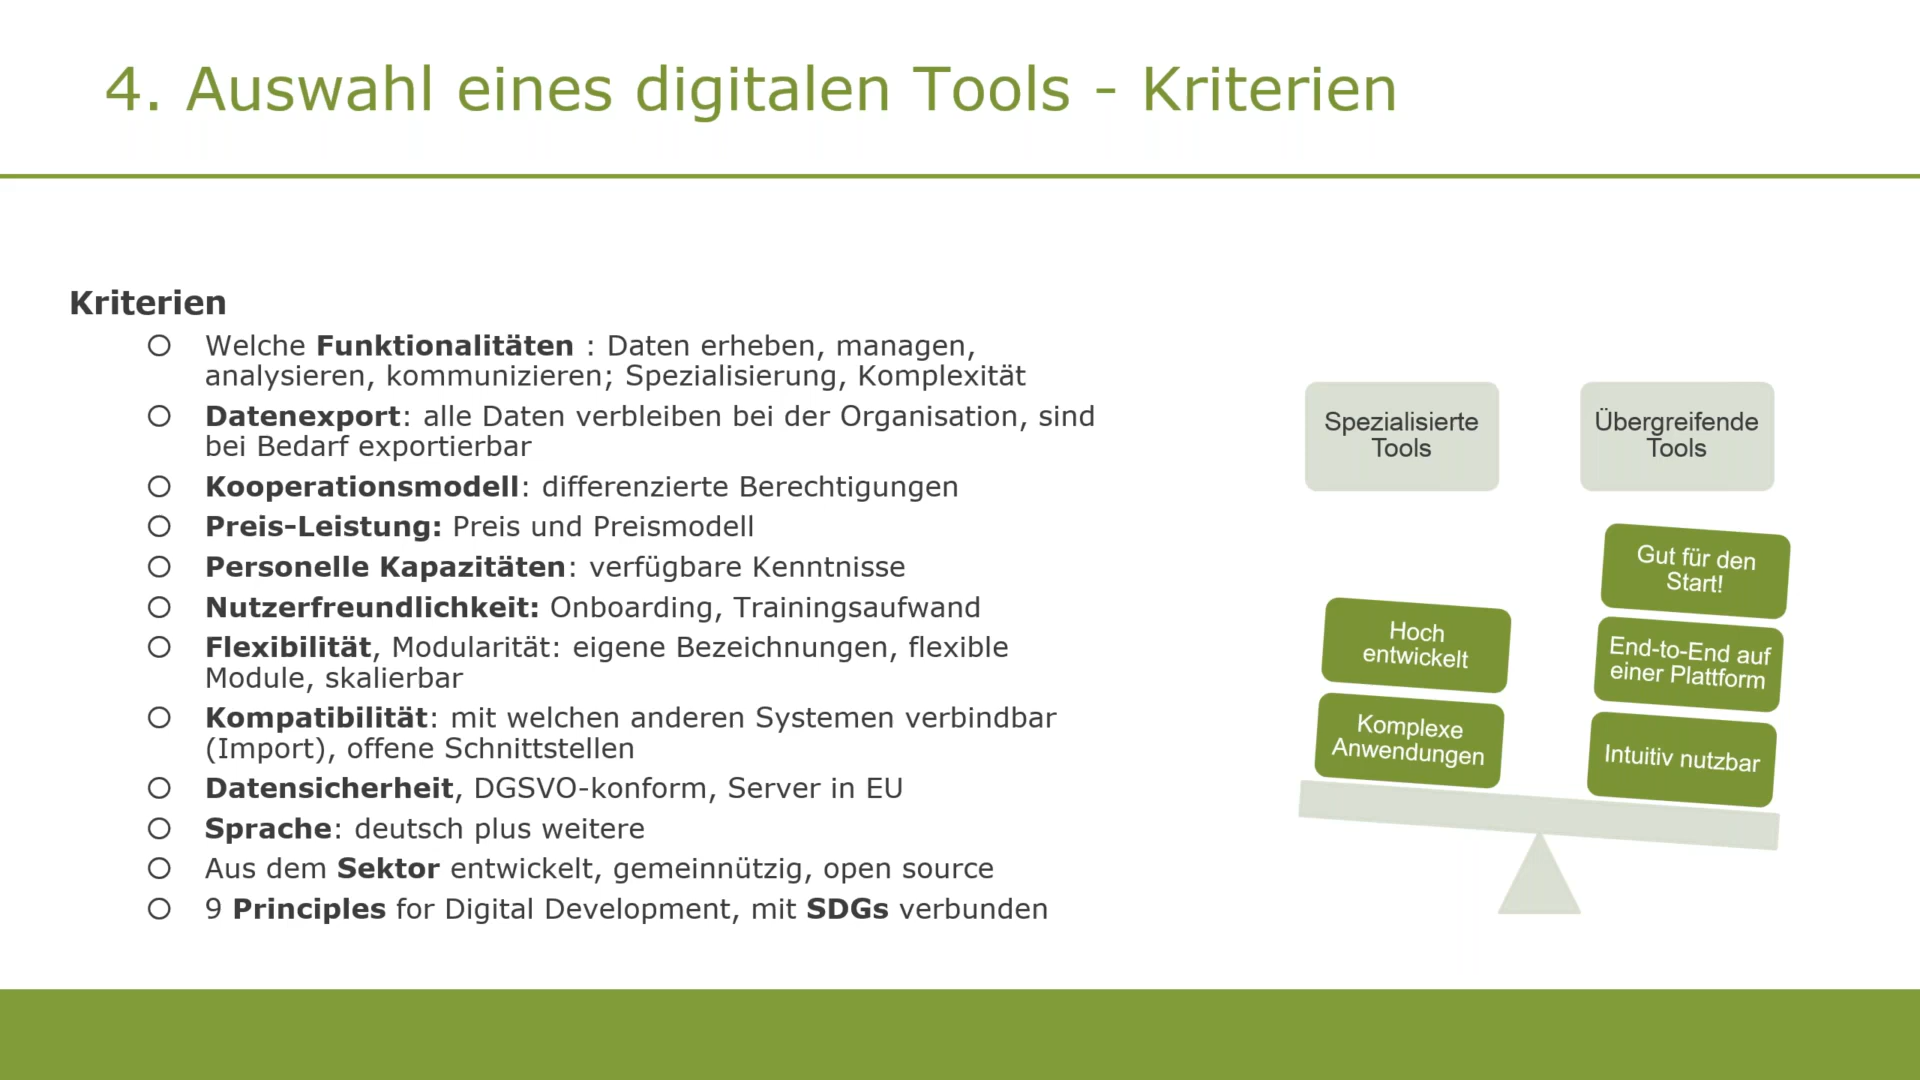 4. Auswahl eines digitalen Tools - Kriterien
Kriterien
Welche Funktionalitäten : Daten erheben, managen,
analysieren, kommunizieren; Spezialisierung, Komplexität
Datenexport: alle Daten verbleiben bei der Organisation, sind
bei Bedarf exportierbar
Kooperationsmodell: differenzierte Berechtigungen
Preis-Leistung: Preis und Preismodell
Personelle Kapazitäten: verfügbare Kenntnisse
Nutzerfreundlichkeit: Onboarding, Trainingsaufwand
Flexibilität, Modularität: eigene Bezeichnungen, flexible
Module, skalierbar
Kompatibilität: mit welchen anderen Systemen verbindbar
(Import), offene Schnittstellen
Datensicherheit, DGSVO-konform, Server in EU
Sprache: deutsch plus weitere
Aus dem Sektor entwickelt, gemeinnützig, open source
9 Principles for Digital Development, mit SDGs verbunden
Spezialisierte
Tools
Hoch
entwickelt
Komplexe
Anwendungen
Übergreifende
Tools
Gut für den
Start!
End-to-End auf
einer Plattform
Intuitiv nutzbar